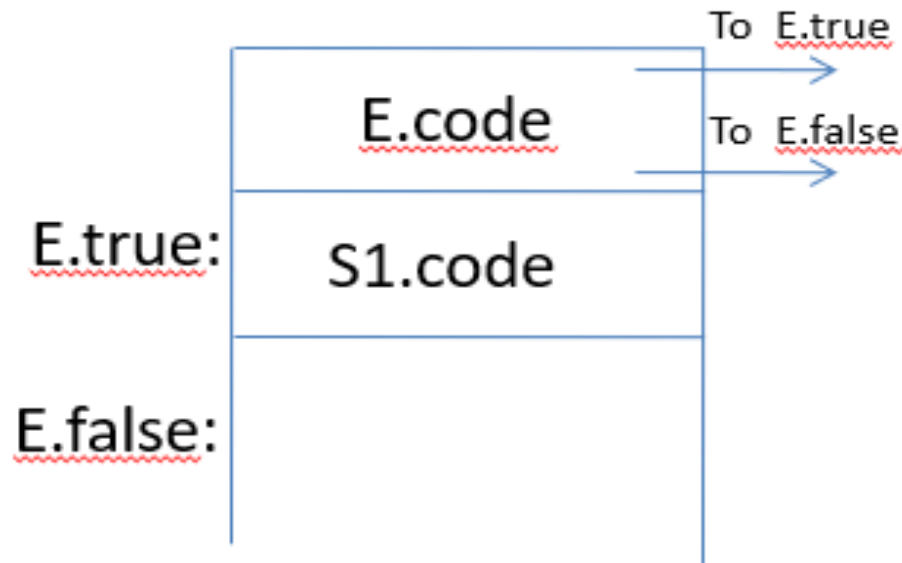 To E.true
E.code
To E.false
E.true:
S1.code
E.false: